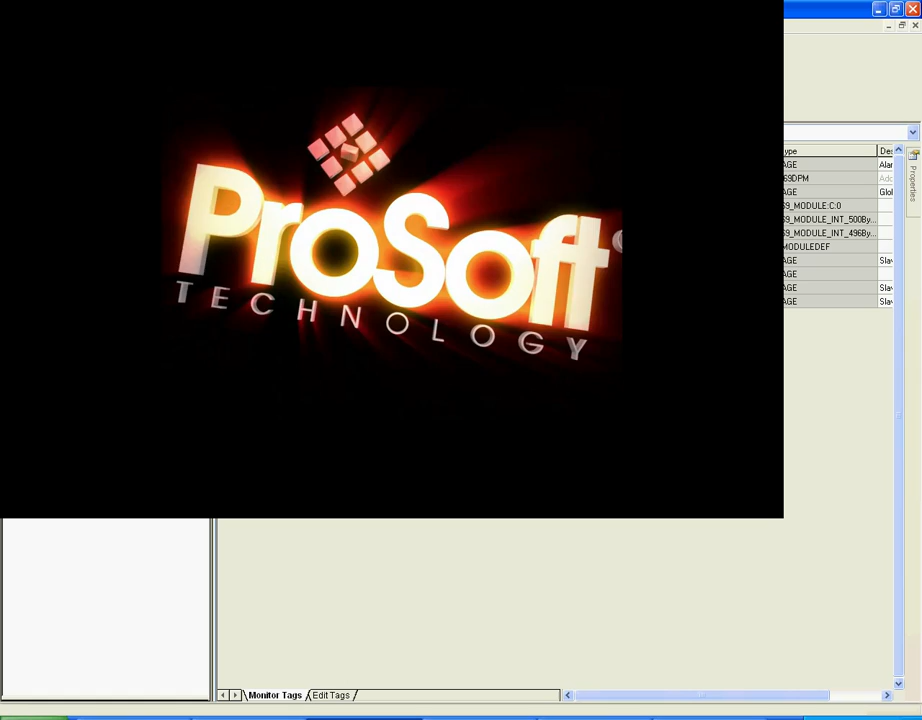 ProSoft
TECHNOLOGY
ype
Des
AGE
Alar
69DPM
Adc
AGE
Glol
69_MODULE:C:0
69_MODULE_INT_500By...
69_MODULE_INT_496By...
MODULEDEF
AGE
Slav
AGE
AGE
Slav
AGE
Slav
Properties
Monitor Tags
Edit Tags